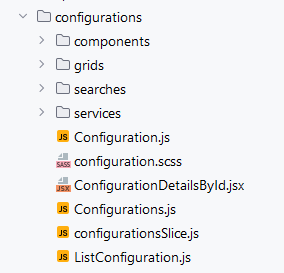 configurations
components
grids
searches
services
JS Configuration.js
SASS configuration.scss
JSX ConfigurationDetailsById.jsx
JS Configurations.js
JS configurationsSlice.js
JS ListConfiguration.js